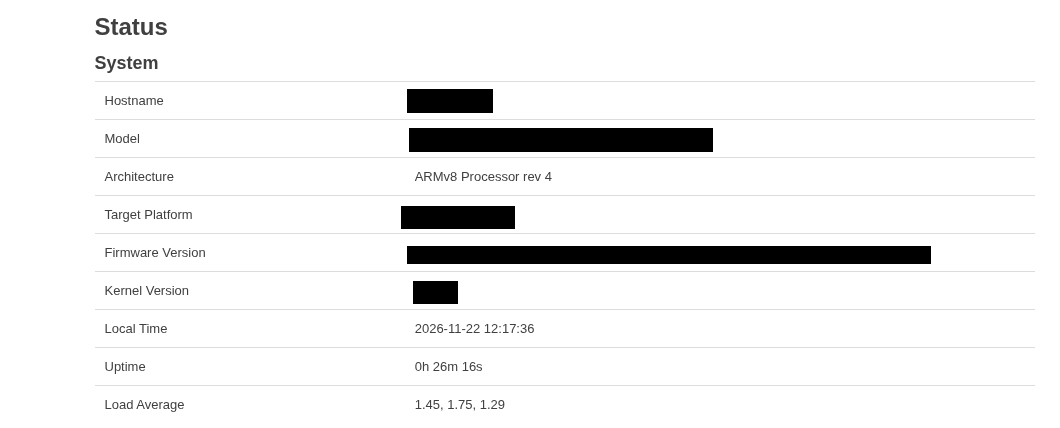 Status
System
Hostname
Model
Architecture ARMv8 Processor rev 4
Target Platform
Firmware Version
Kernel Version
Local Time 2026-11-22 12:17:36
Uptime 0h 26m 16s
Load Average 1.45, 1.75, 1.29